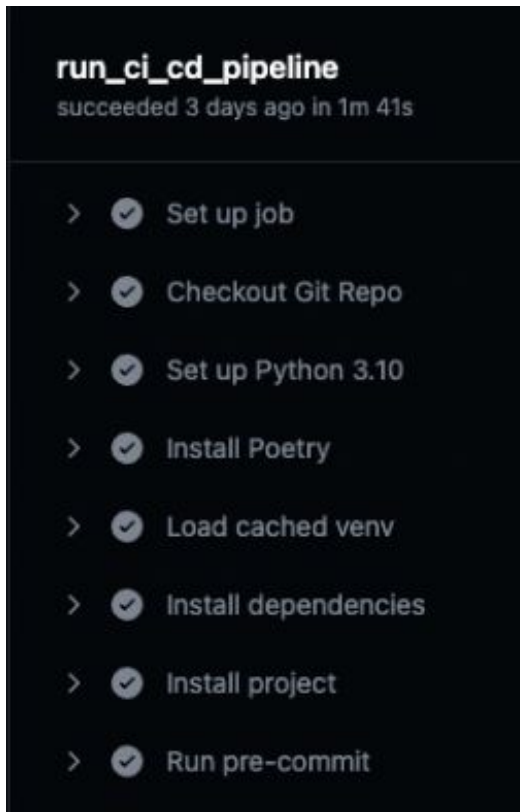 run_ci_cd_pipeline
succeeded 3 days ago in 1m 41s
Set up job
Checkout Git Repo
Set up Python 3.10
Install Poetry
Load cached venv
Install dependencies
Install project
Run pre-commit